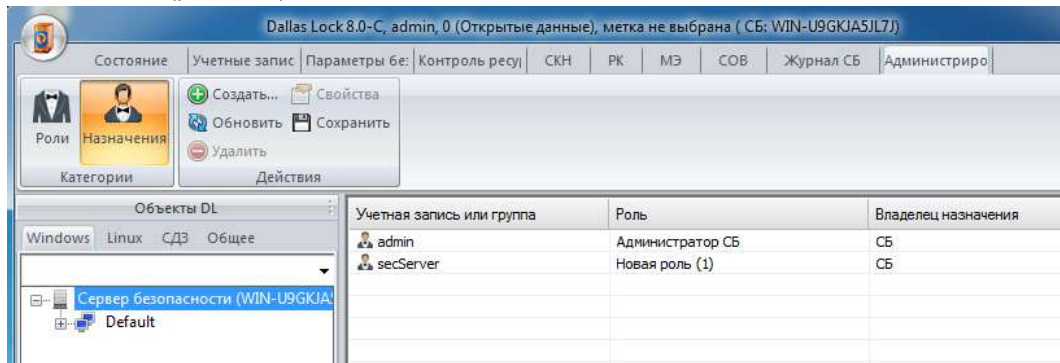 Dallas Lock 8.0-C, admin, 0 (Открытые данные), метка не выбрана ( СБ: WIN-U9GKJA5JL7J)
Состояние Учетные запис Параметры бе: Контроль ресу СКН РК МЭ СОВ Журнал СБ Администриро
Роли Назначения
Создать... Свойства
Обновить Сохранить
Удалить
Категории Действия
Объекты DL
Windows Linux СДЗ Общее
Сервер безопасности (WIN-U9GKJA
Default
Учетная запись или группа Роль Владелец назначения
admin Администратор СБ СБ
secServer Новая роль (1) СБ